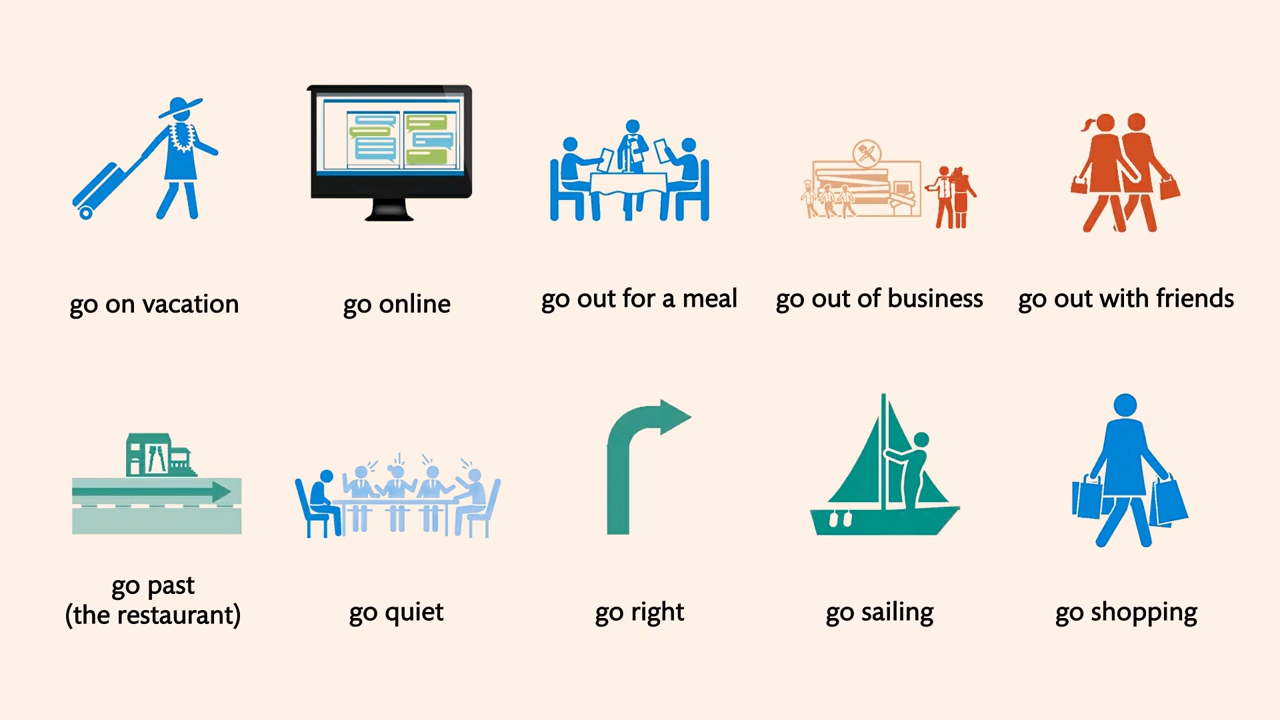 go on vacation
go online
go out for a meal
go out of business
go out with friends
go past
(the restaurant)
go quiet
go right
go sailing
go shopping